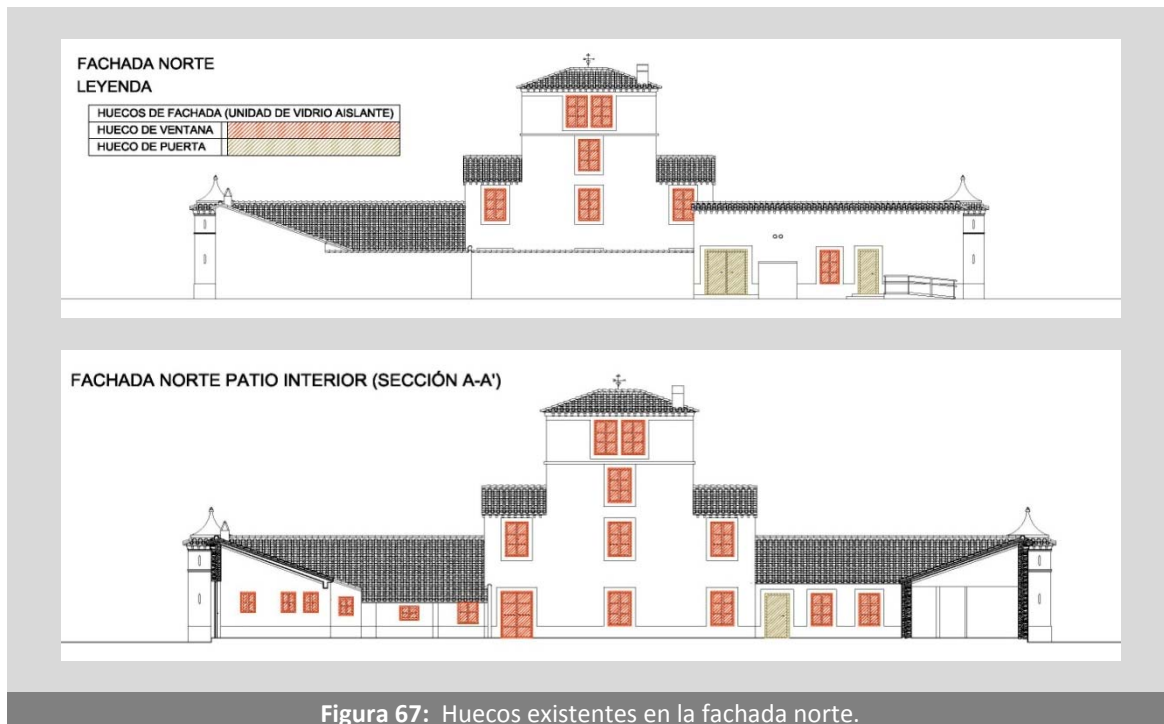 FACHADA NORTE
LEYENDA
HUECOS DE FACHADA (UNIDAD DE VIDRIO AISLANTE)
HUECO DE VENTANA
HUECO DE PUERTA
FACHADA NORTE PATIO INTERIOR (SECCIÓN A-A')
Figura 67: Huecos existentes en la fachada norte.